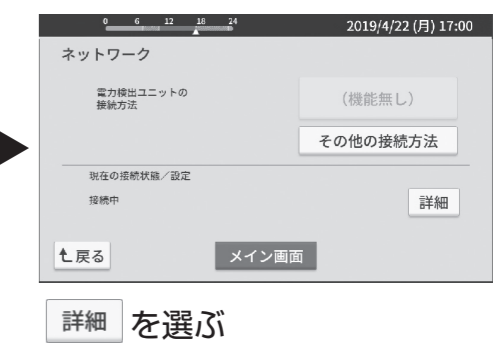 0 6 12 18 24
2019/4/22 (月) 17:00
ネットワーク
電力検出ユニットの
接続方法
(機能無し)
その他の接続方法
現在の接続状態／設定
接続中
詳細
戻る
メイン画面
詳細 を選ぶ